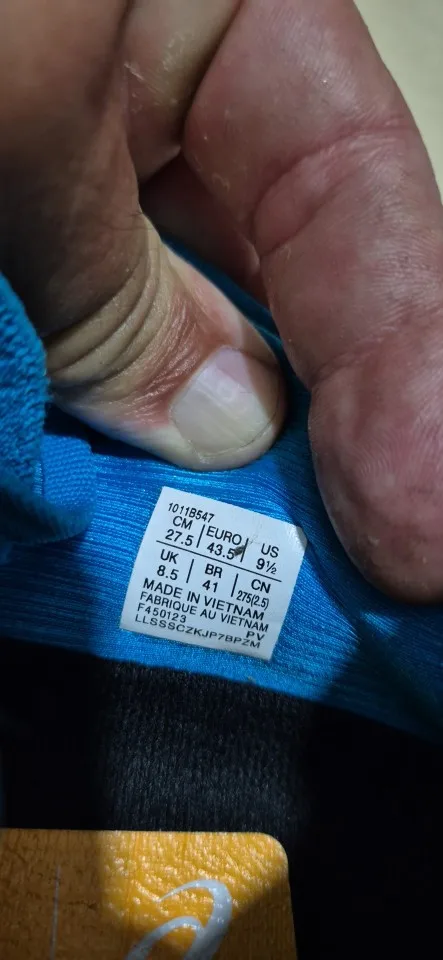 1011B547
CM | EURO | US
27.5 | 43.5 | 9½
UK | BR | CN
8.5 | 41 | 275(2.5)
MADE IN VIETNAM
FABRIQUE AU VIETNAM
F450123 PV
LLSSSCZKJP7BPZM